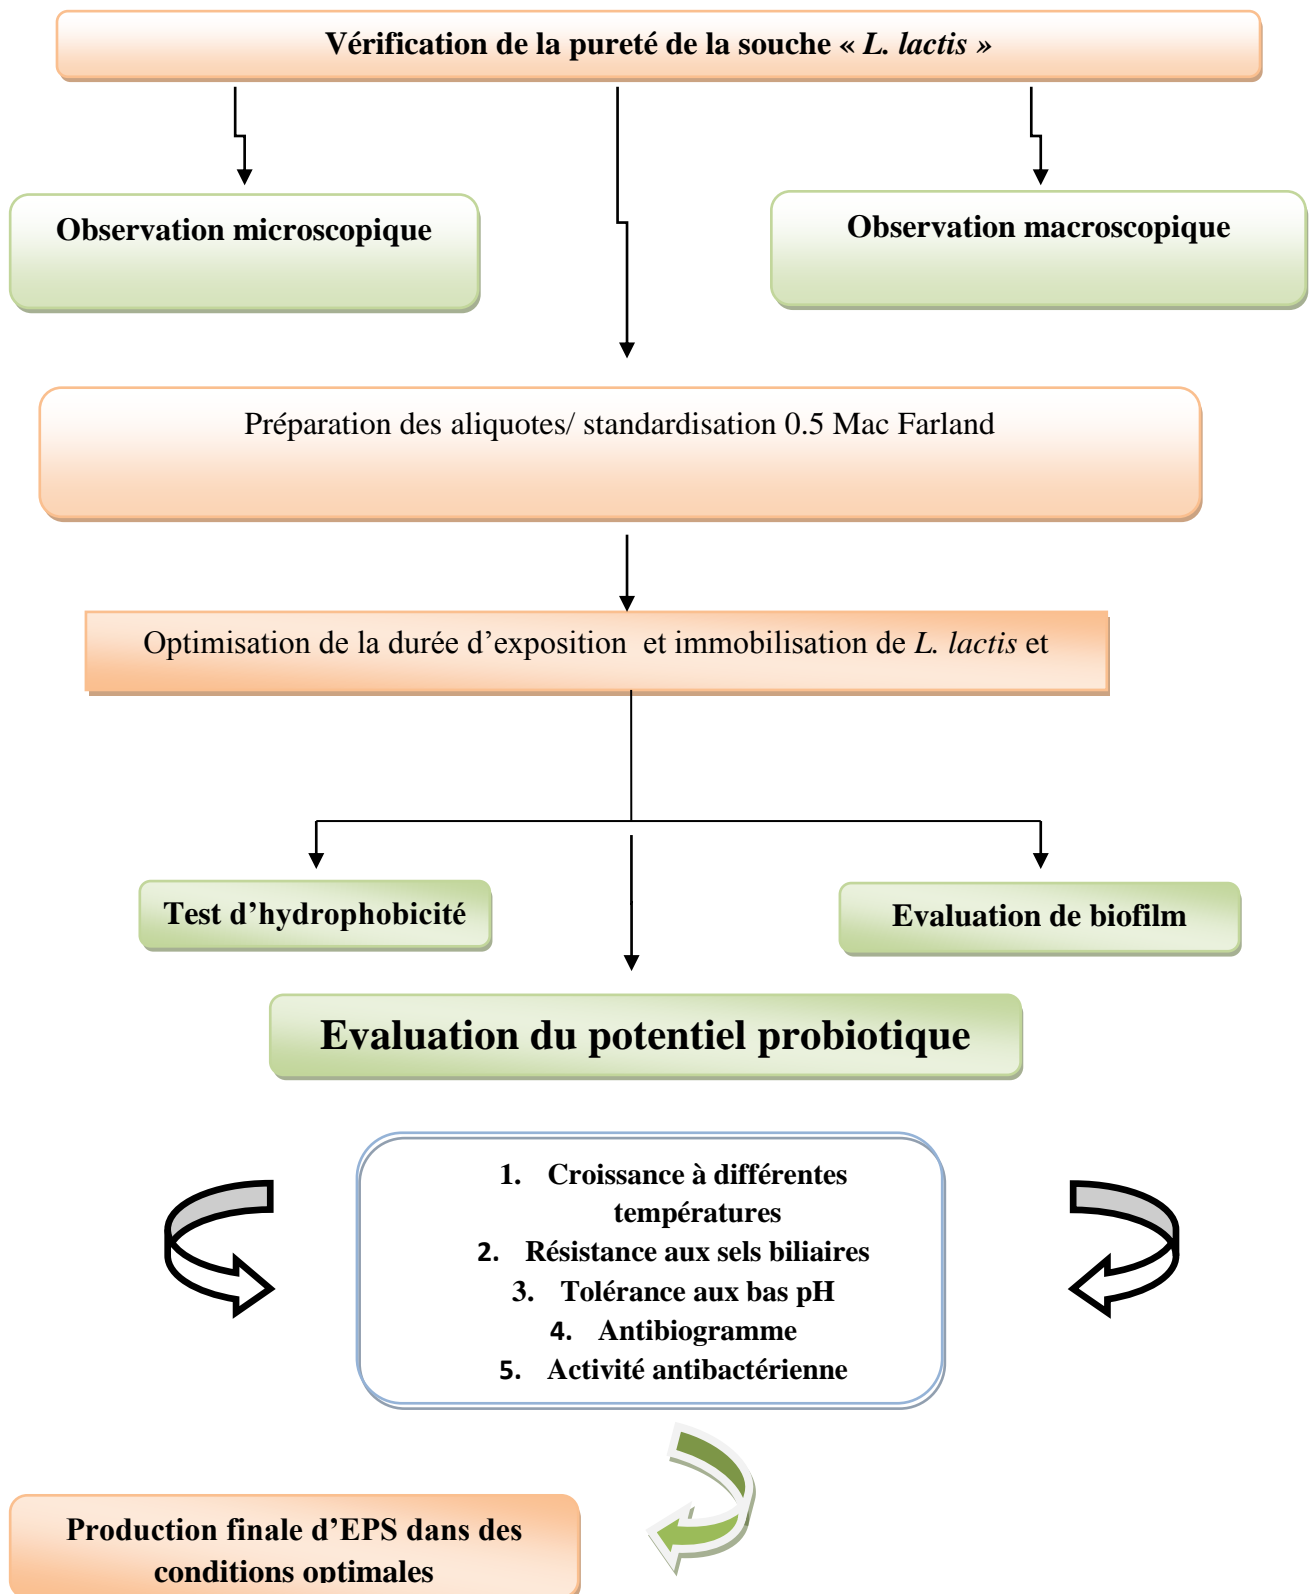 Vérification de la pureté de la souche « L. lactis »
Observation microscopique
Observation macroscopique
Préparation des aliquotes/ standardisation 0.5 Mac Farland
Optimisation de la durée d’exposition et immobilisation de L. lactis et
Test d’hydrophobicité
Evaluation de biofilm
Evaluation du potentiel probiotique
1. Croissance à différentes
températures
2. Résistance aux sels biliaires
3. Tolérance aux bas pH
4. Antibiogramme
5. Activité antibactérienne
Production finale d’EPS dans des
conditions optimales